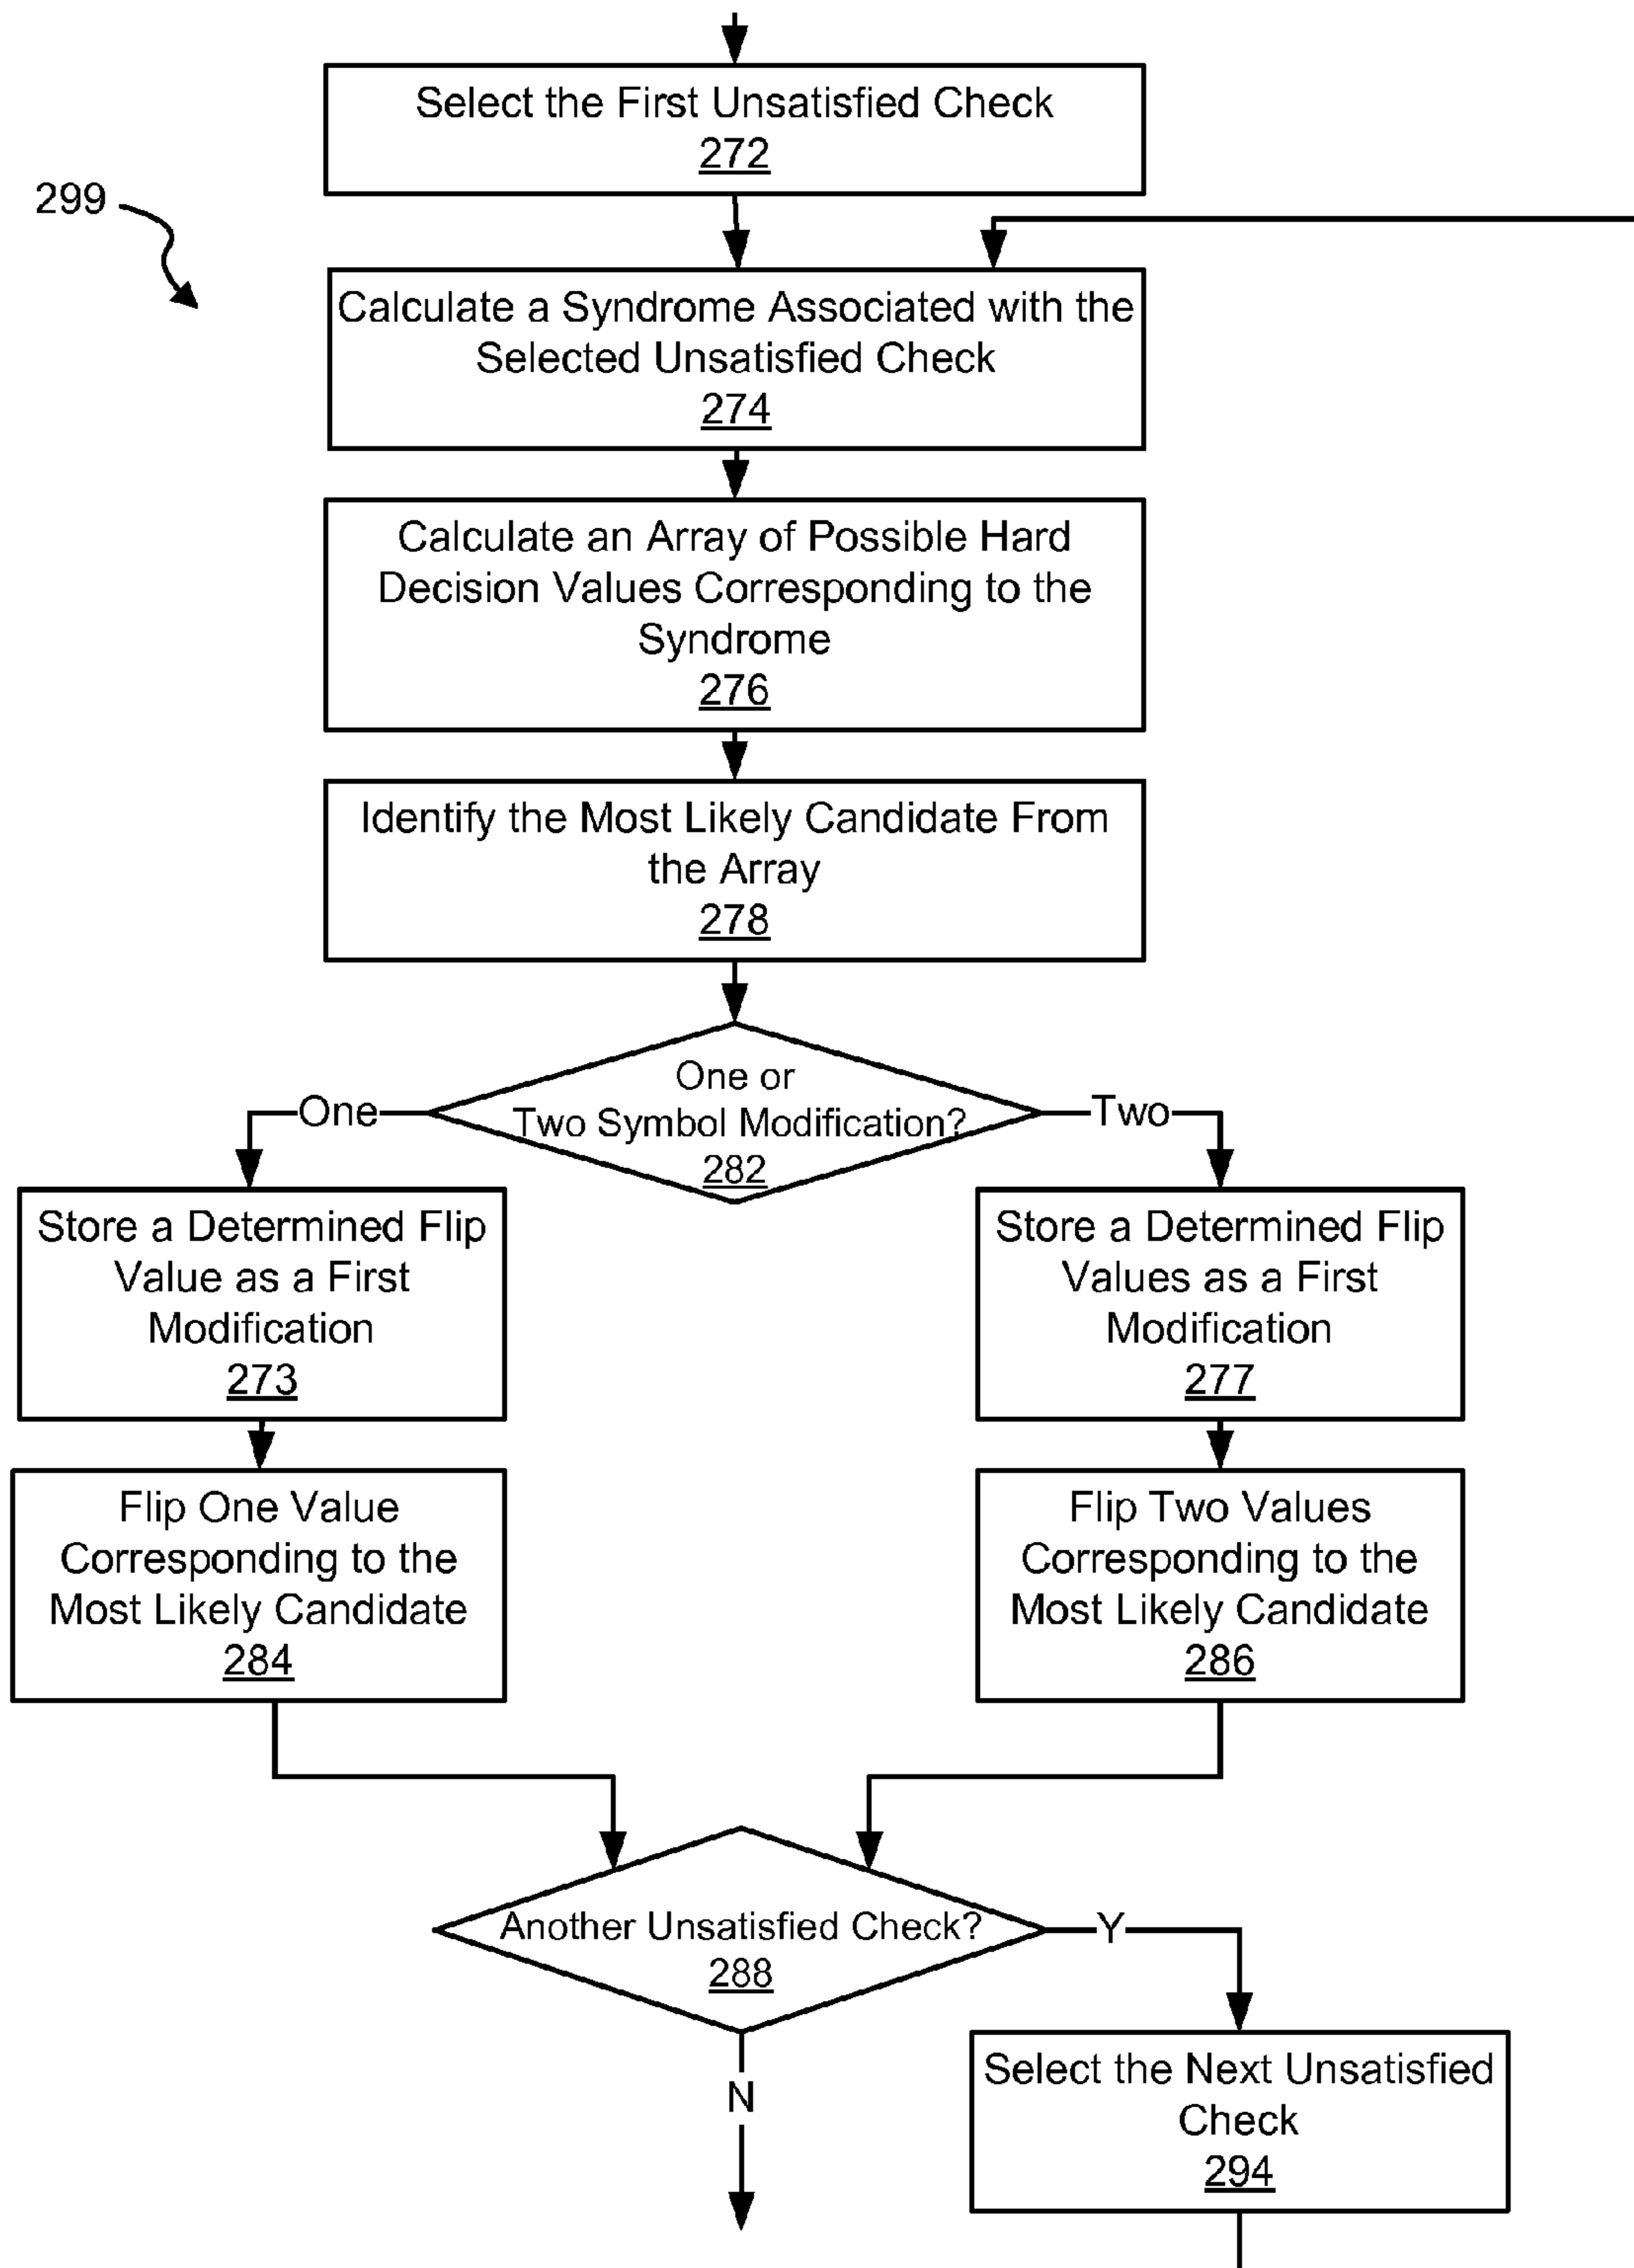 Select the First Unsatisfied Check
272
299
Calculate a Syndrome Associated with the
Selected Unsatisfied Check
274
Calculate an Array of Possible Hard
Decision Values Corresponding to the
Syndrome
276
Identify the Most Likely Candidate From
the Array
278
One or
Two Symbol Modification?
282
One
Two
Store a Determined Flip
Value as a First
Modification
273
Store a Determined Flip
Values as a First
Modification
277
Flip One Value
Corresponding to the
Most Likely Candidate
284
Flip Two Values
Corresponding to the
Most Likely Candidate
286
Another Unsatisfied Check?
288
Y
N
Select the Next Unsatisfied
Check
294